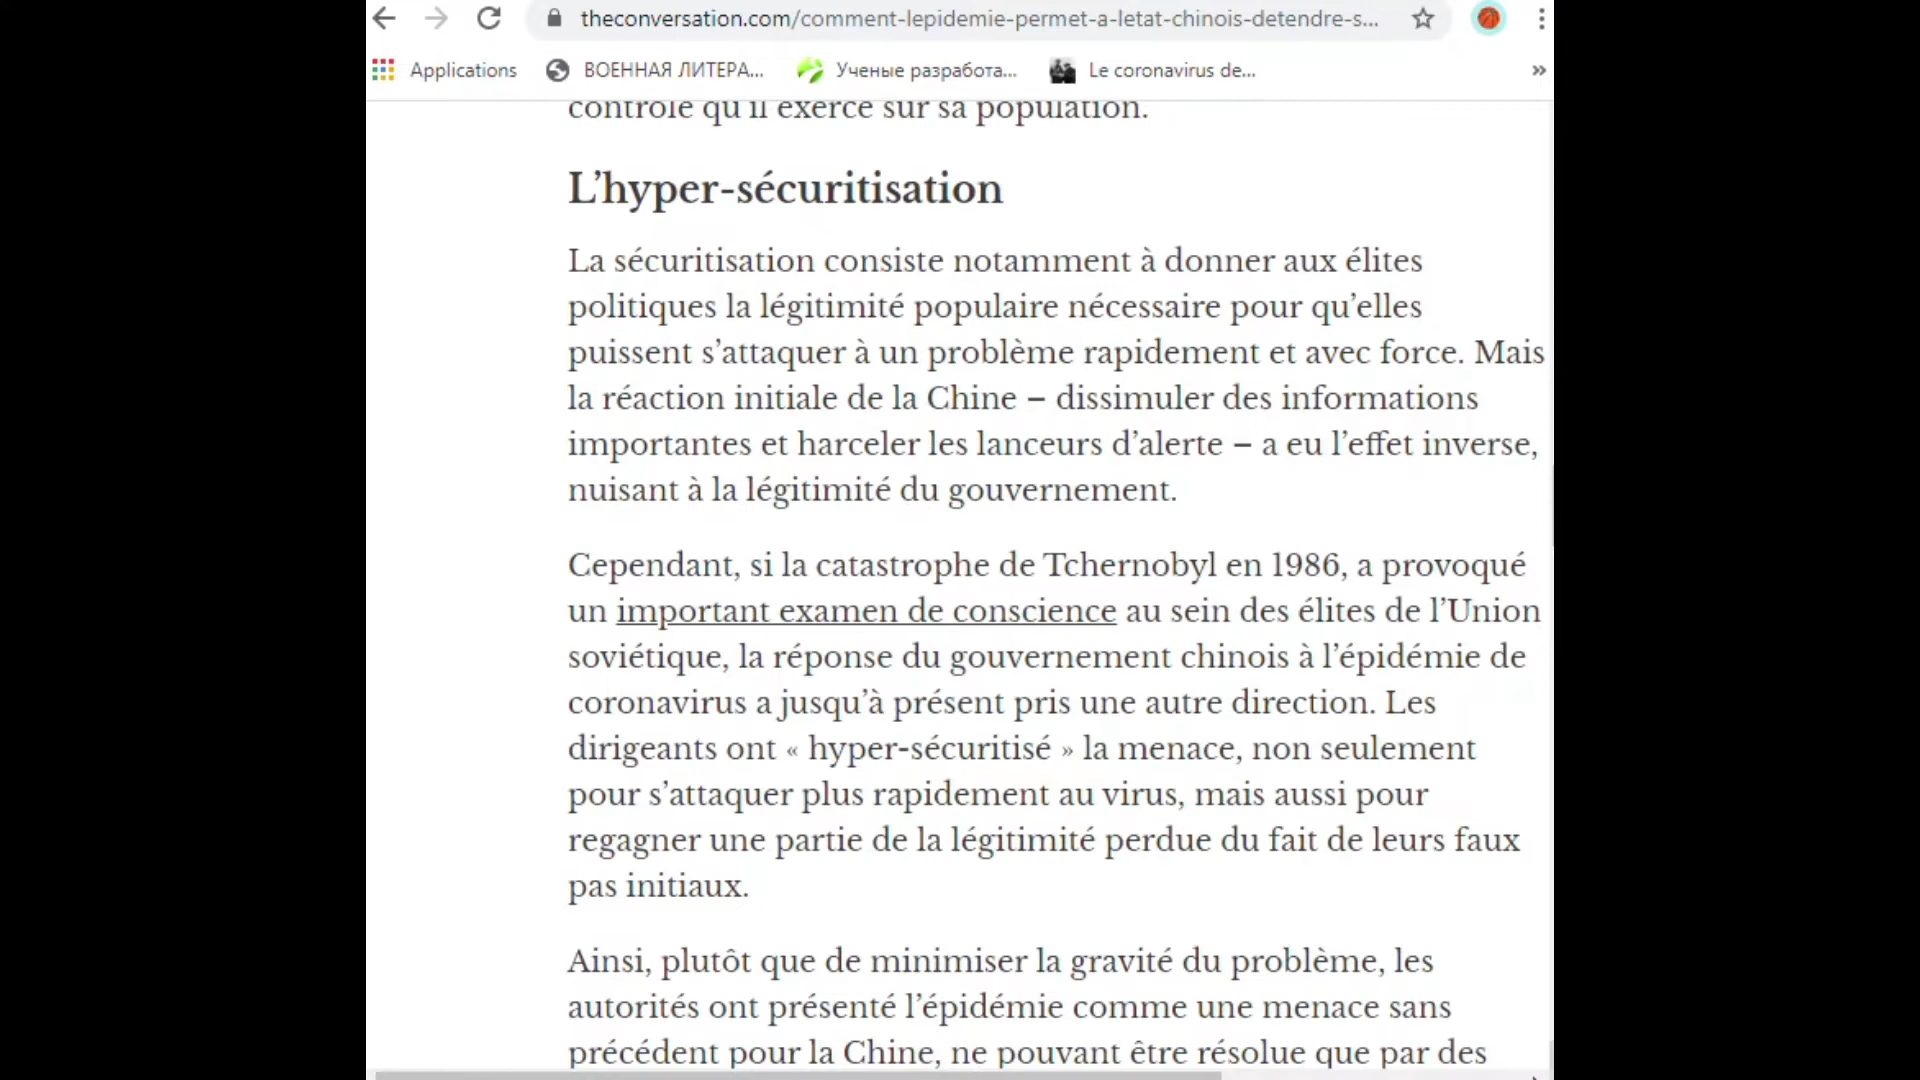 theconversation.com/comment-lepidemie-permet-a-letat-chinois-detendre-s...
Applications ВОЕННАЯ ЛИТЕРА... Ученые разработа... Le coronavirus de... »
contrôle qu'il exerce sur sa population.
L'hyper-sécuritisation
La sécuritisation consiste notamment à donner aux élites
politiques la légitimité populaire nécessaire pour qu'elles
puissent s'attaquer à un problème rapidement et avec force. Mais
la réaction initiale de la Chine – dissimuler des informations
importantes et harceler les lanceurs d'alerte – a eu l'effet inverse,
nuisant à la légitimité du gouvernement.
Cependant, si la catastrophe de Tchernobyl en 1986, a provoqué
un important examen de conscience au sein des élites de l'Union
soviétique, la réponse du gouvernement chinois à l'épidémie de
coronavirus a jusqu'à présent pris une autre direction. Les
dirigeants ont « hyper-sécuritisé » la menace, non seulement
pour s'attaquer plus rapidement au virus, mais aussi pour
regagner une partie de la légitimité perdue du fait de leurs faux
pas initiaux.
Ainsi, plutôt que de minimiser la gravité du problème, les
autorités ont présenté l'épidémie comme une menace sans
précédent pour la Chine, ne pouvant être résolue que par des